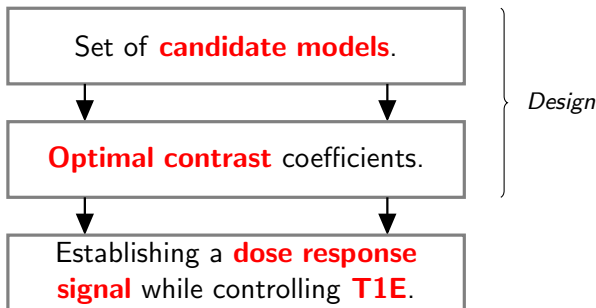 Set of candidate models.
Design
Optimal contrast coefficients.
Establishing a dose response
signal while controlling T1E.